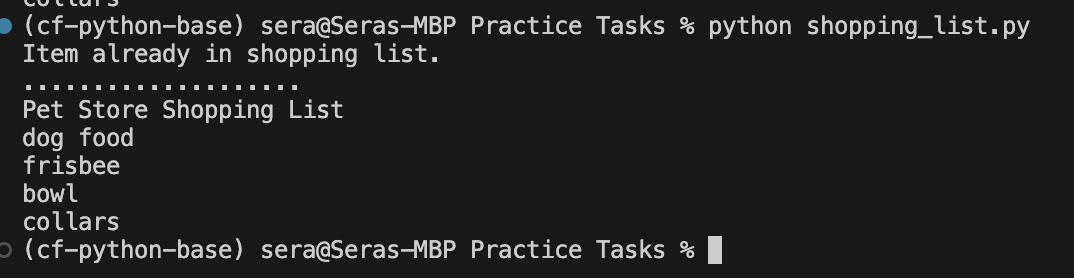 collars
(cf-python-base) sera@Seras-MBP Practice Tasks % python shopping_list.py
Item already in shopping list.
....................
Pet Store Shopping List
dog food
frisbee
bowl
collars
(cf-python-base) sera@Seras-MBP Practice Tasks %